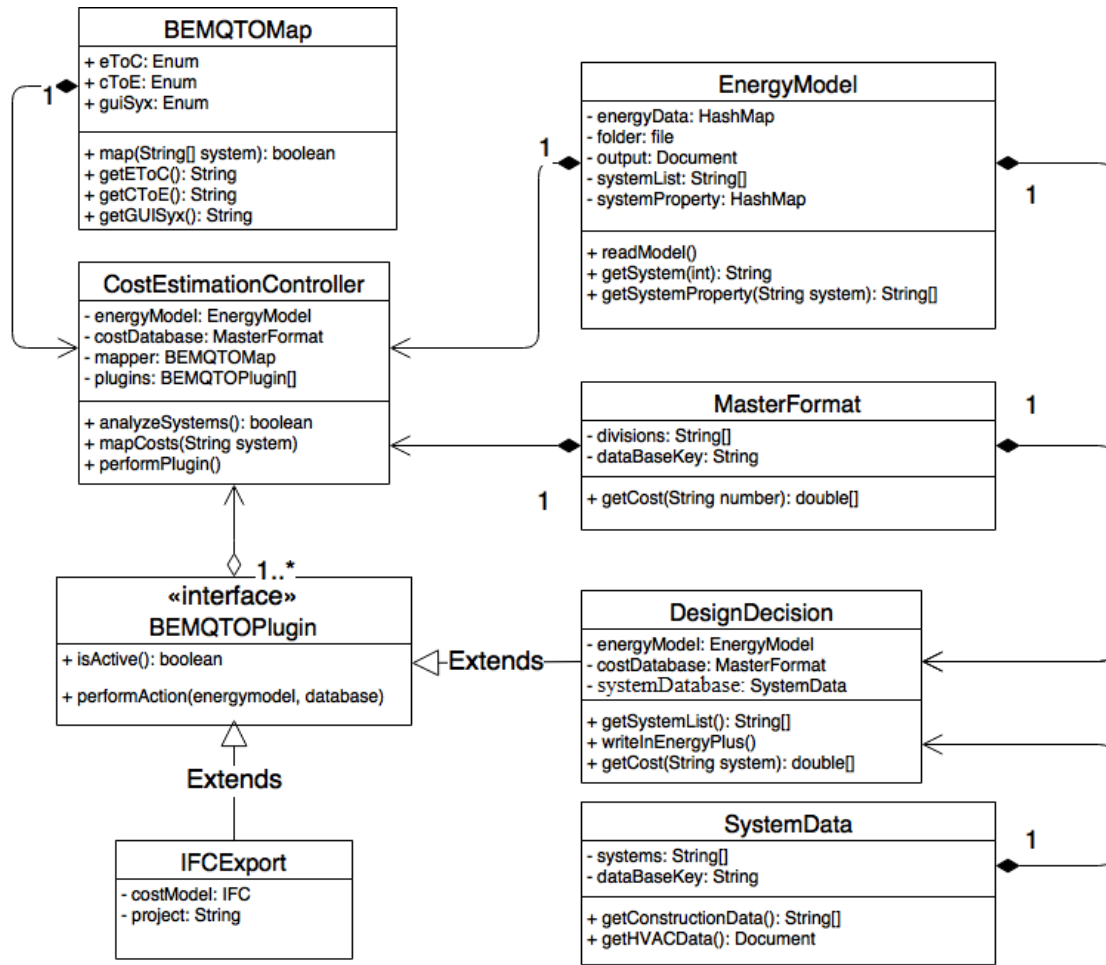 BEMQTOMap
+ eToC: Enum
+ cToE: Enum
+ guiSyx: Enum
+ map(String[] system): boolean
+ getEToC(): String
+ getCToE(): String
+ getGUISyx(): String
1
EnergyModel
- energyData: HashMap
- folder: file
- output: Document
- systemList: String[]
- systemProperty: HashMap
+ readModel()
+ getSystem(int): String
+ getSystemProperty(String system): String[]
1
1
CostEstimationController
- energyModel: EnergyModel
- costDatabase: MasterFormat
- mapper: BEMQTOMap
- plugins: BEMQTOPlugin[]
+ analyzeSystems(): boolean
+ mapCosts(String system)
+ performPlugin()
MasterFormat
- divisions: String[]
- dataBaseKey: String
+ getCost(String number): double[]
1
1
1..*
«interface»
BEMQTOPlugin
+ isActive(): boolean
+ performAction(energymodel, database)
Extends
DesignDecision
- energyModel: EnergyModel
- costDatabase: MasterFormat
- systemDatabase: SystemData
+ getSystemList(): String[]
+ writeInEnergyPlus()
+ getCost(String system): double[]
Extends
IFCExport
- costModel: IFC
- project: String
SystemData
- systems: String[]
- dataBaseKey: String
+ getConstructionData(): String[]
+ getHVACData(): Document
1